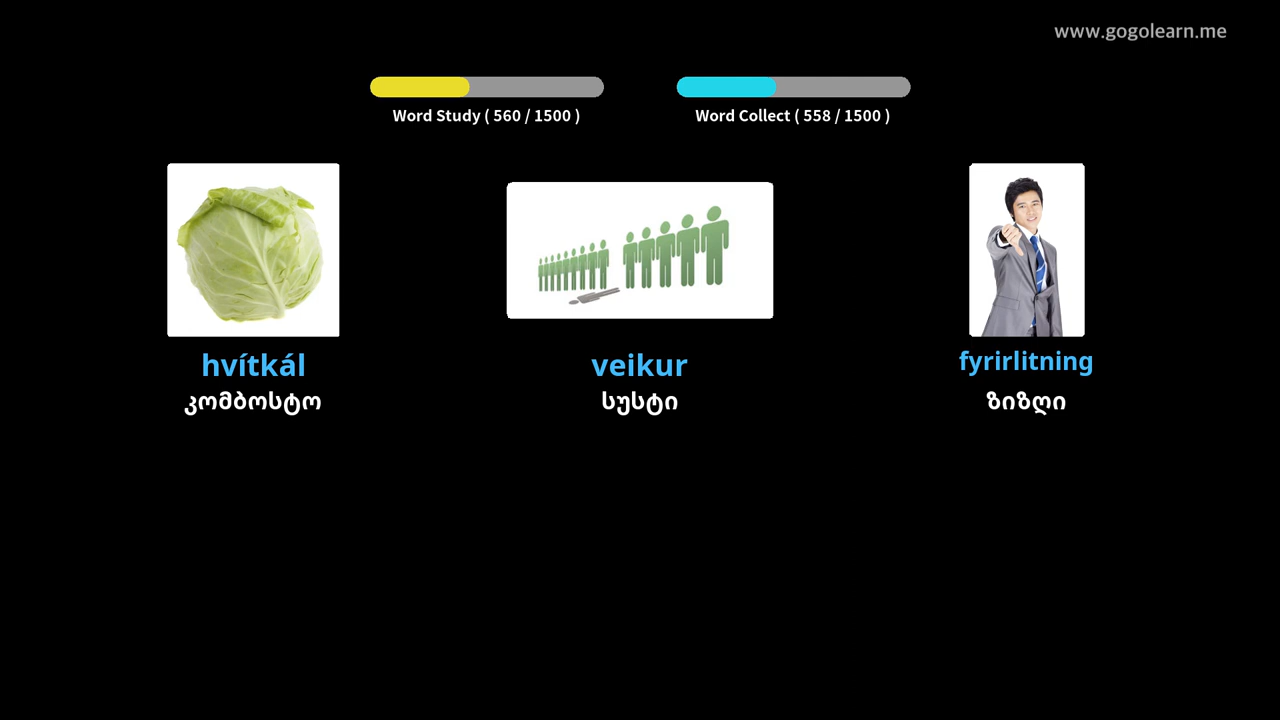 www.gogolearn.me
Word Study ( 560 / 1500 )
Word Collect ( 558 / 1500 )
hvítkál
კომბოსტო
veikur
სუსტი
fyrirlitning
ზიზღი